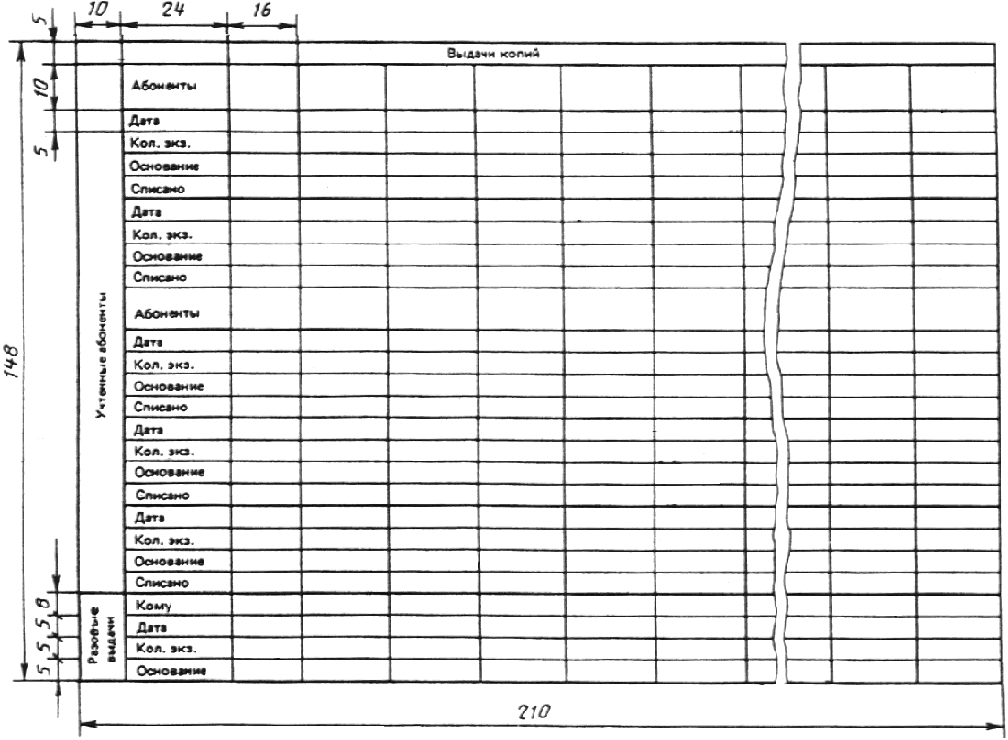 10 24 16
5
Выдачи копий
10
Абоненты
Дата
5
Кол. экз.
Основание
Списано
Дата
Кол. экз.
Основание
Списано
Учтенные абоненты
Абоненты
148
Дата
Кол. экз.
Основание
Списано
Дата
Кол. экз.
Основание
Списано
Дата
Кол. экз.
Основание
Списано
Разовые
выдачи
8
Кому
5
Дата
5
Кол. экз.
5
Основание
210